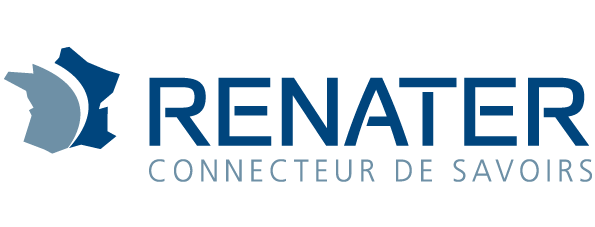 RENATER
CONNECTEUR DE SAVOIRS